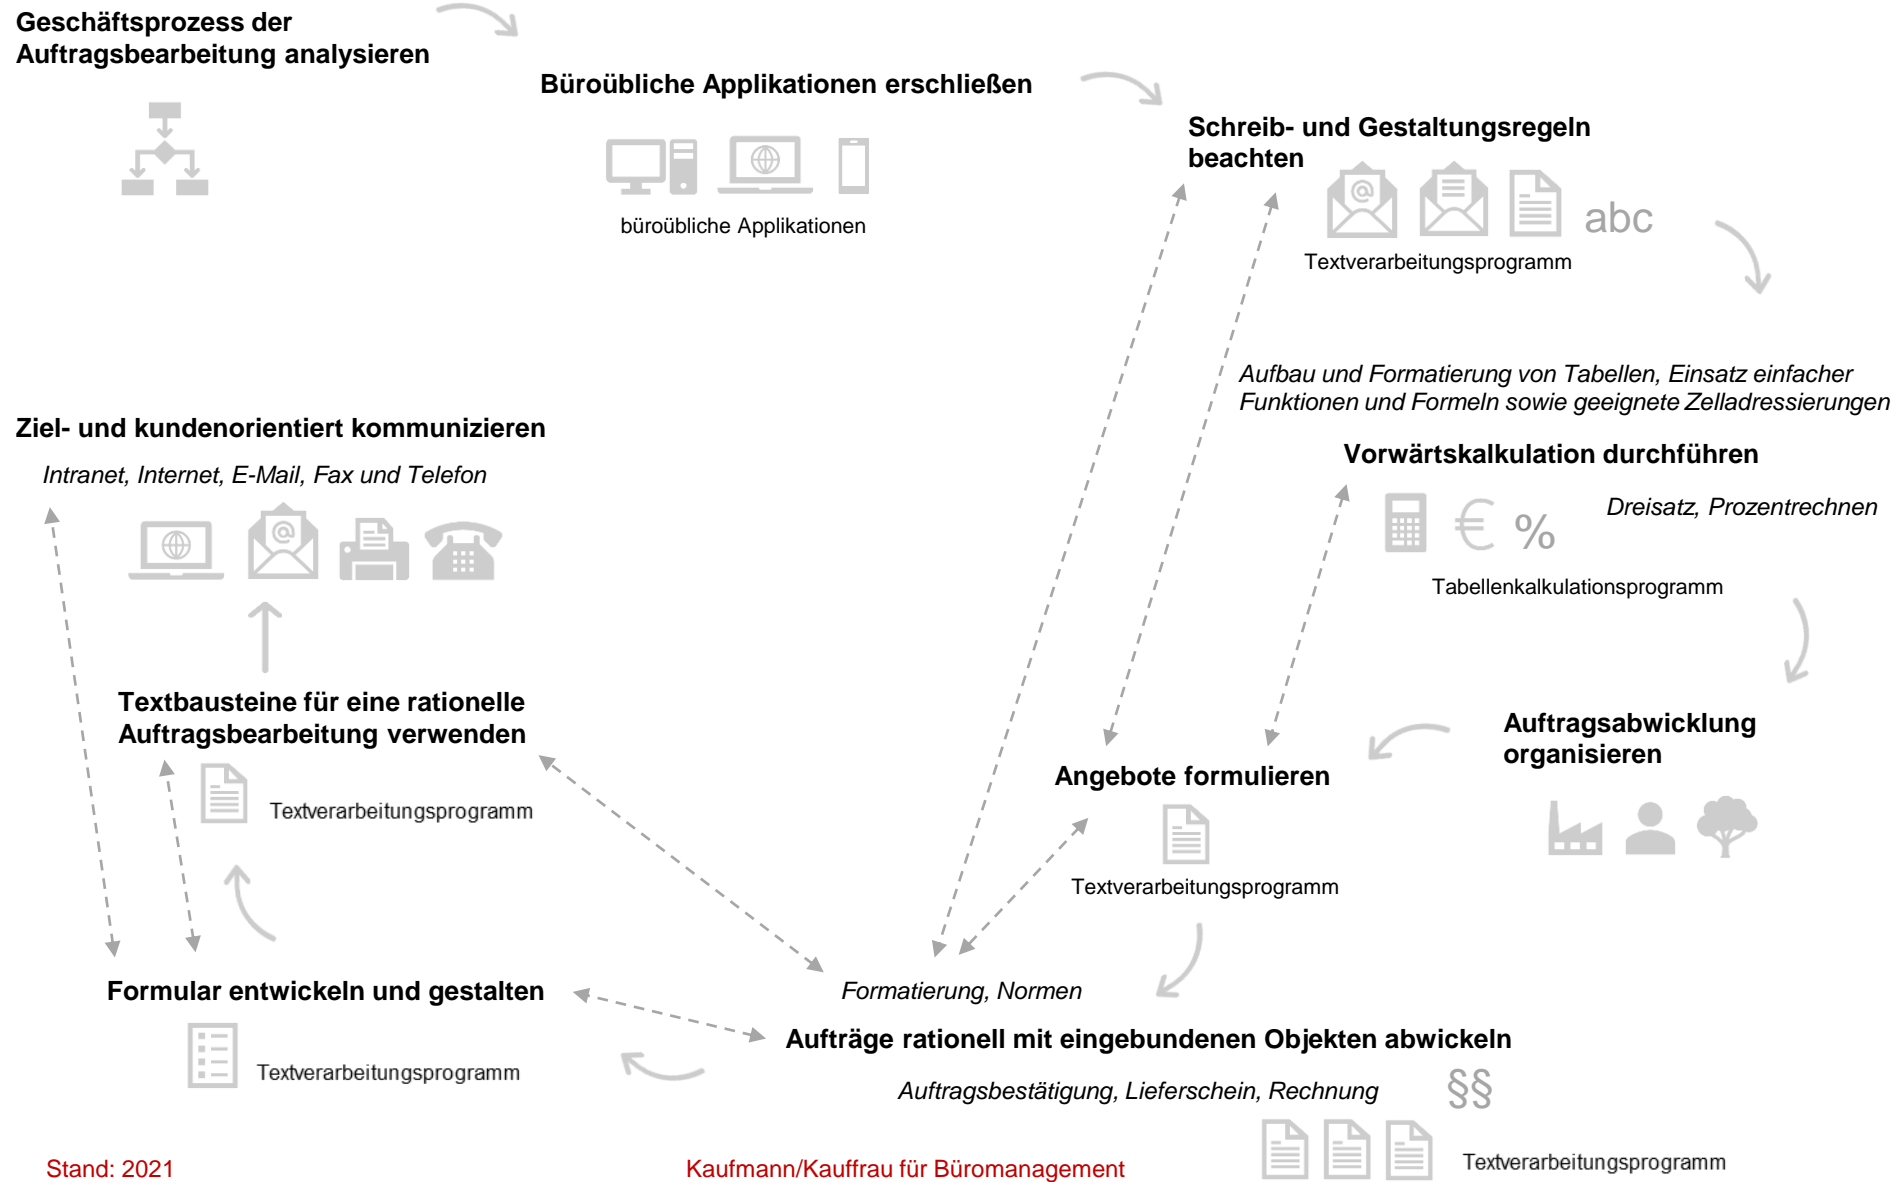 Geschäftsprozess der
Auftragsbearbeitung analysieren
Büroübliche Applikationen erschließen
büroübliche Applikationen
Schreib- und Gestaltungsregeln
beachten
@
abc
Textverarbeitungsprogramm
Aufbau und Formatierung von Tabellen, Einsatz einfacher
Funktionen und Formeln sowie geeignete Zelladressierungen
Vorwärtskalkulation durchführen
€ %
Dreisatz, Prozentrechnen
Tabellenkalkulationsprogramm
Auftragsabwicklung
organisieren
Angebote formulieren
Textverarbeitungsprogramm
Formatierung, Normen
Aufträge rationell mit eingebundenen Objekten abwickeln
Auftragsbestätigung, Lieferschein, Rechnung
§§
Textverarbeitungsprogramm
Formular entwickeln und gestalten
Textverarbeitungsprogramm
Textbausteine für eine rationelle
Auftragsbearbeitung verwenden
Textverarbeitungsprogramm
Ziel- und kundenorientiert kommunizieren
Intranet, Internet, E-Mail, Fax und Telefon
@
Stand: 2021
Kaufmann/Kauffrau für Büromanagement